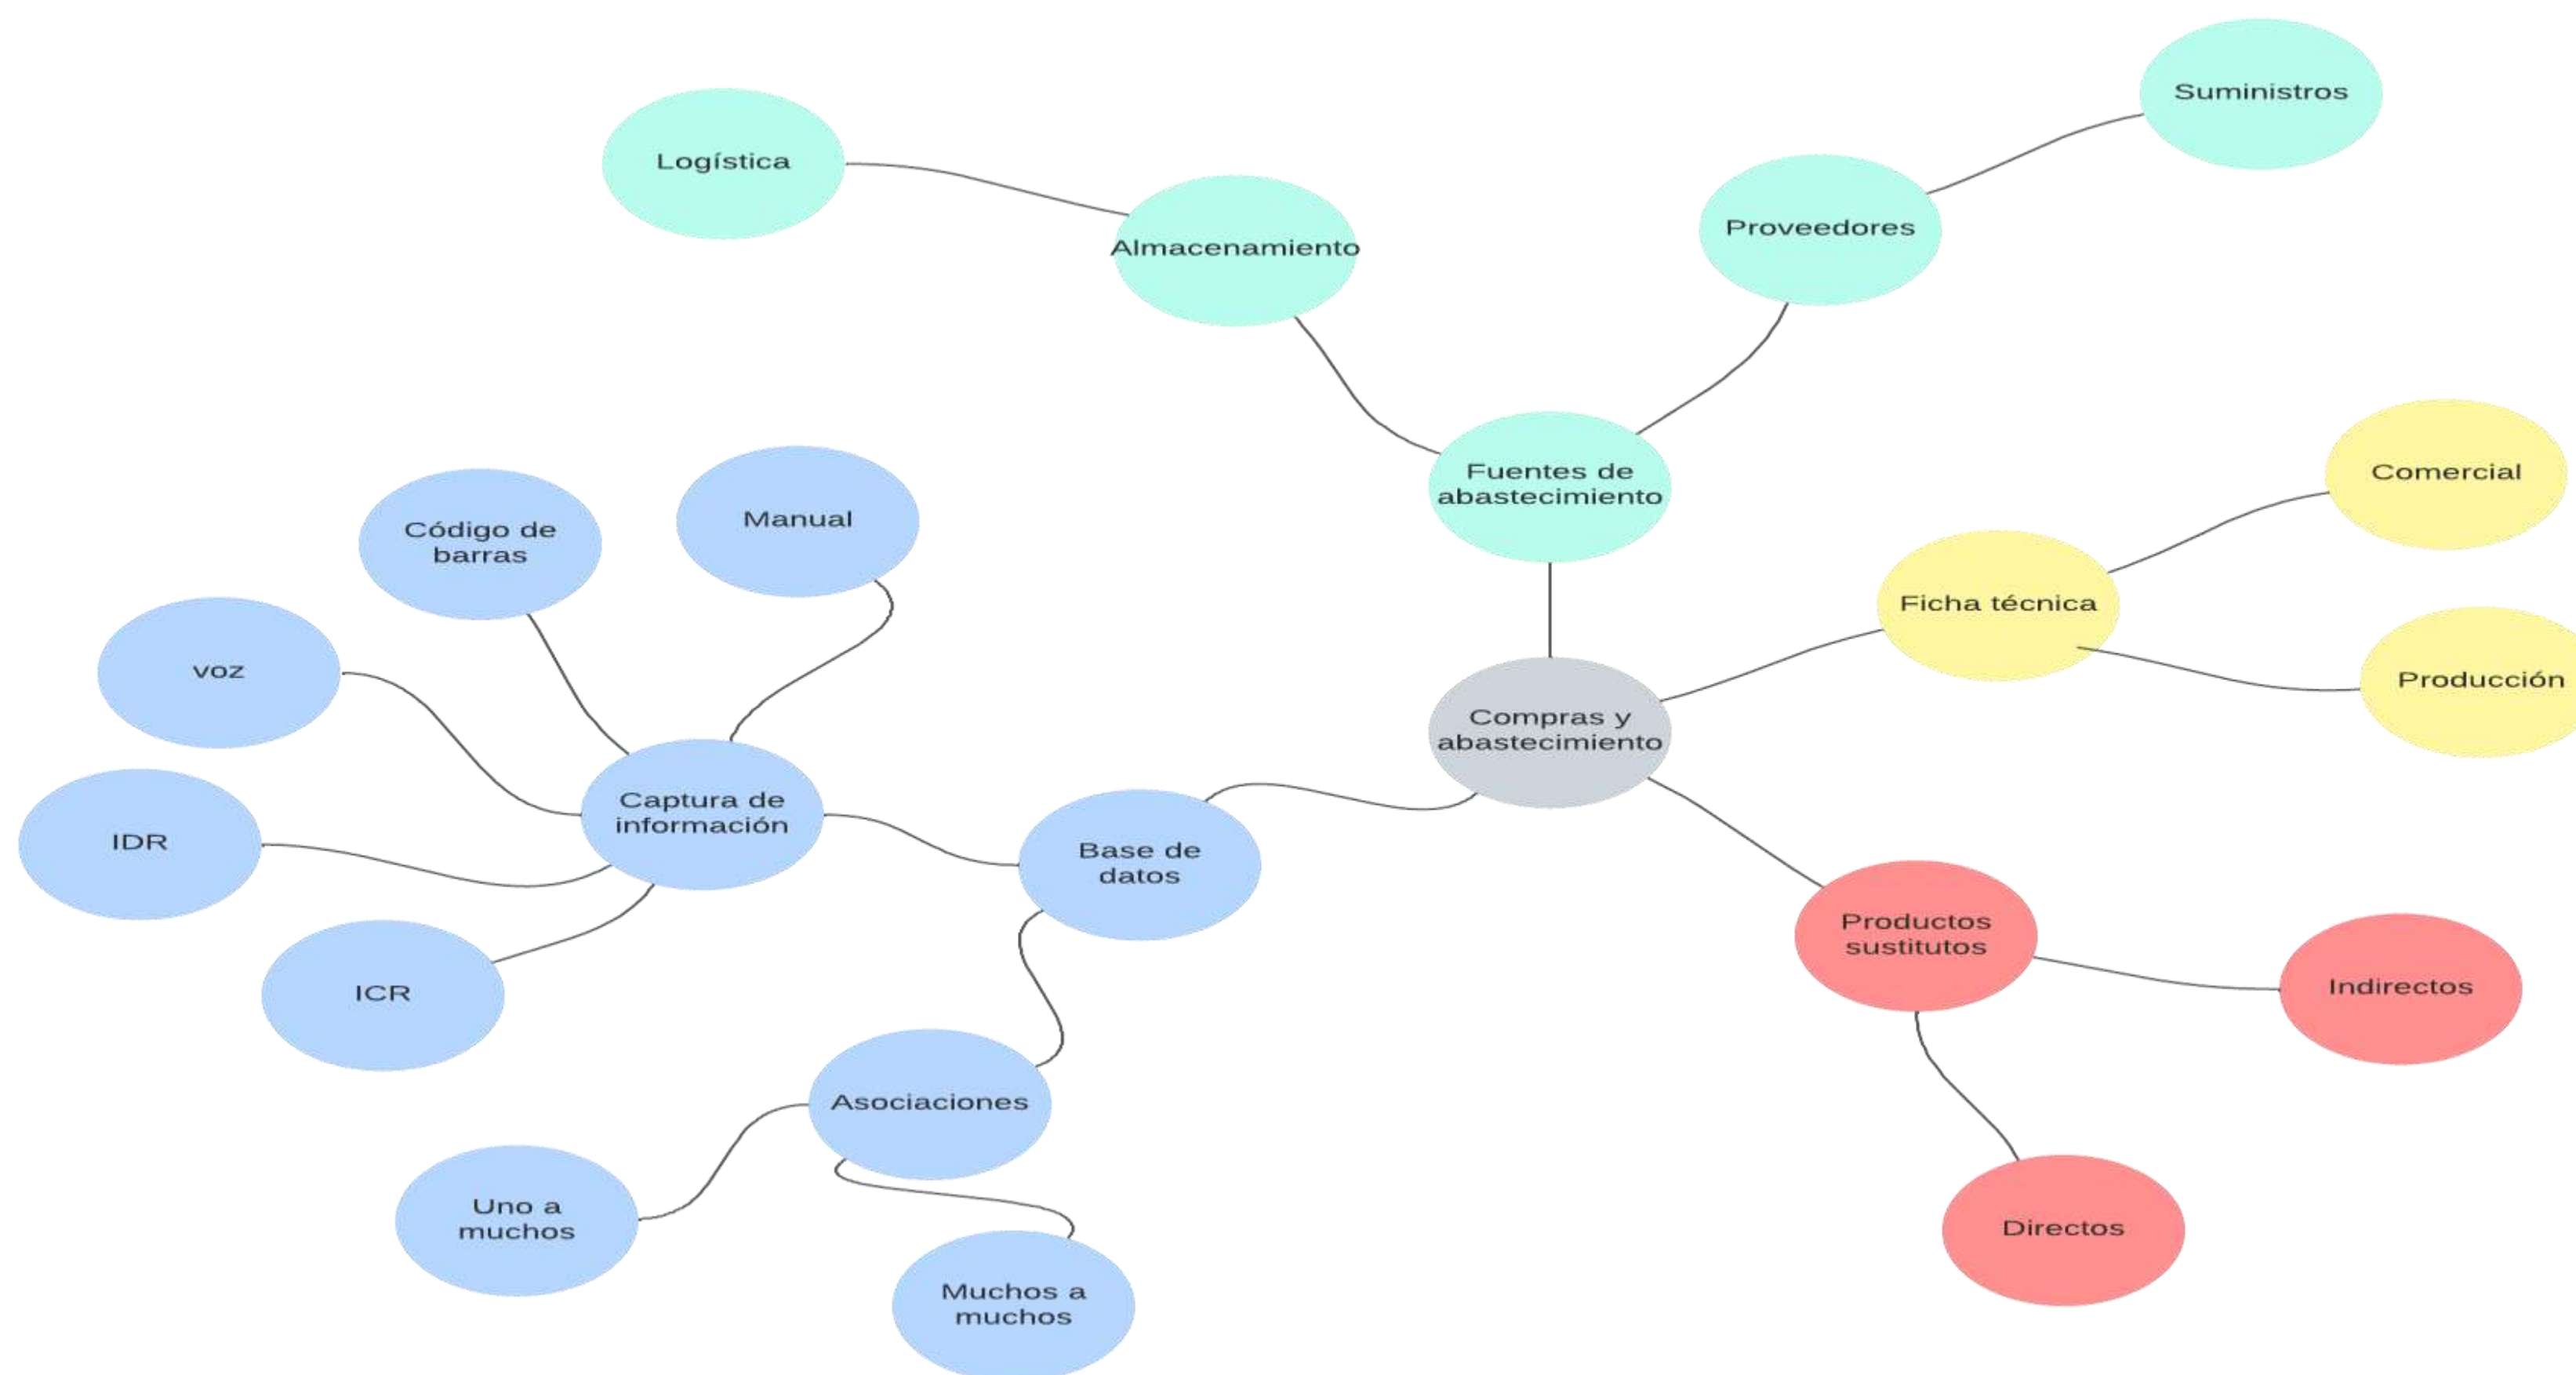 Suministros
Logística
Proveedores
Almacenamiento
Fuentes de
abastecimiento
Comercial
Código de
barras
Manual
Ficha técnica
voz
Producción
Compras y
abastecimiento
Captura de
información
IDR
Base de
datos
Productos
sustitutos
ICR
Indirectos
Asociaciones
Uno a
muchos
Directos
Muchos a
muchos